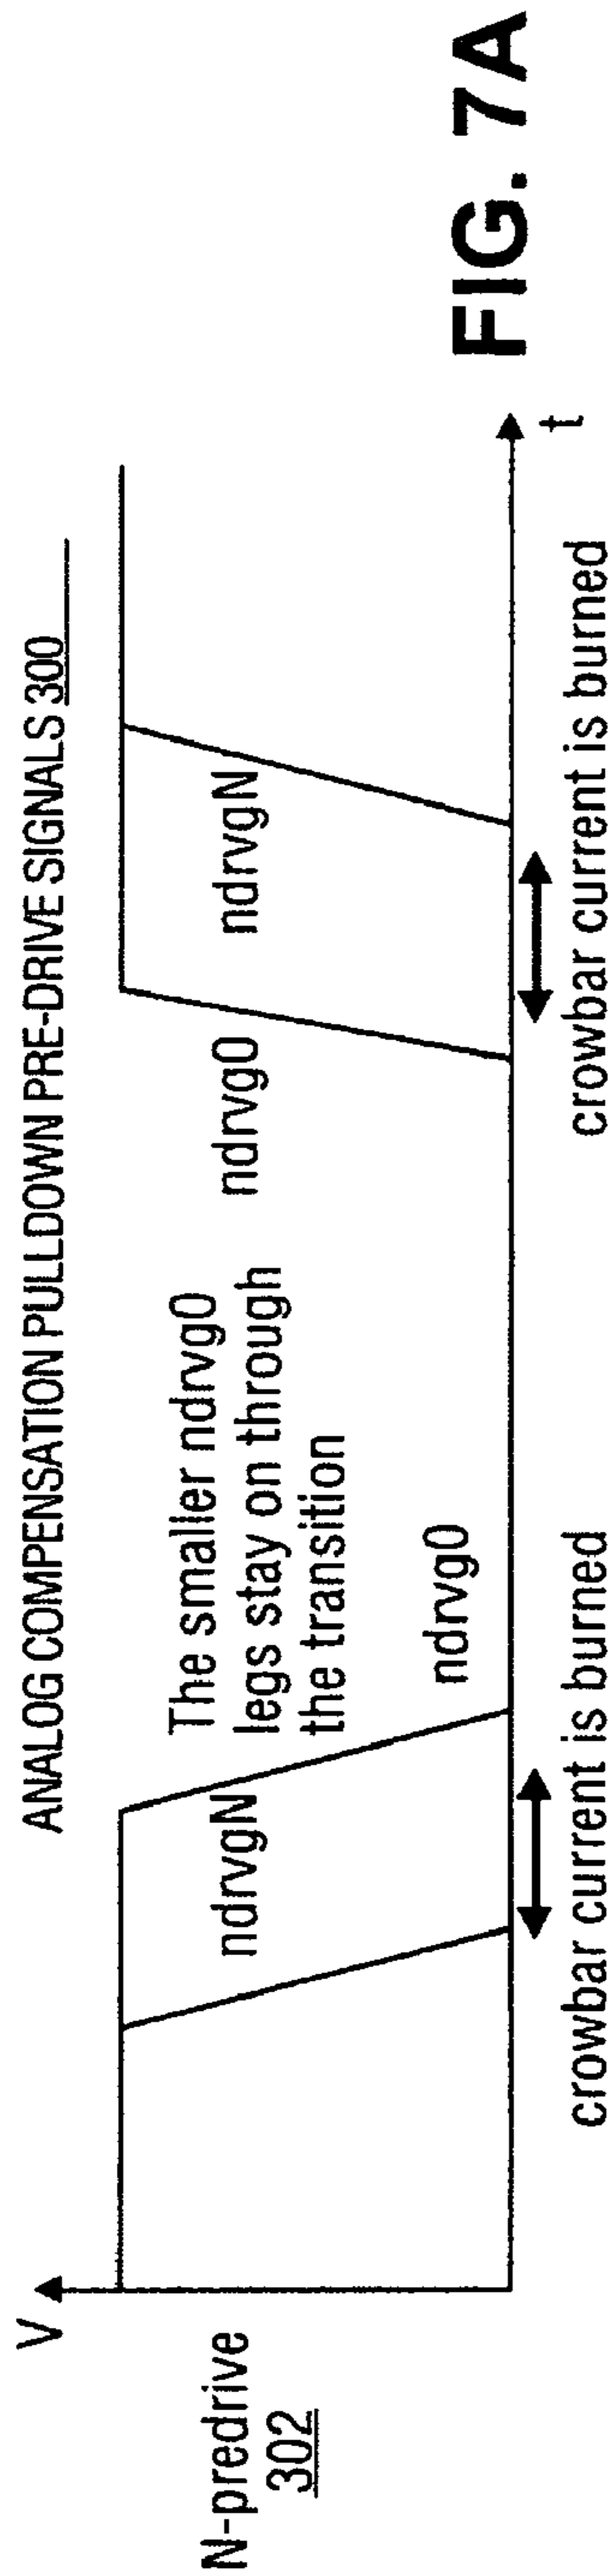 ANALOG COMPENSATION PULLDOWN PRE-DRIVE SIGNALS 300
V
N-predrive
302
ndrvgN
The smaller ndrvg0
legs stay on through
the transition
ndrvg0
ndrvg0
ndrvgN
t
crowbar current is burned
crowbar current is burned
FIG. 7A